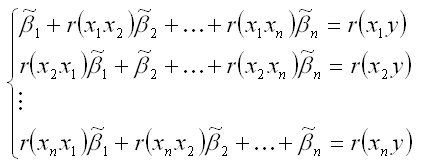 β̃₁ + r(x₁x₂)β̃₂ + ... + r(x₁xₙ)β̃ₙ = r(x₁y)
r(x₂x₁)β̃₁ + β̃₂ + ... + r(x₂xₙ)β̃ₙ = r(x₂y)
⋮
r(xₙx₁)β̃₁ + r(xₙx₂)β̃₂ + ... + β̃ₙ = r(xₙy)